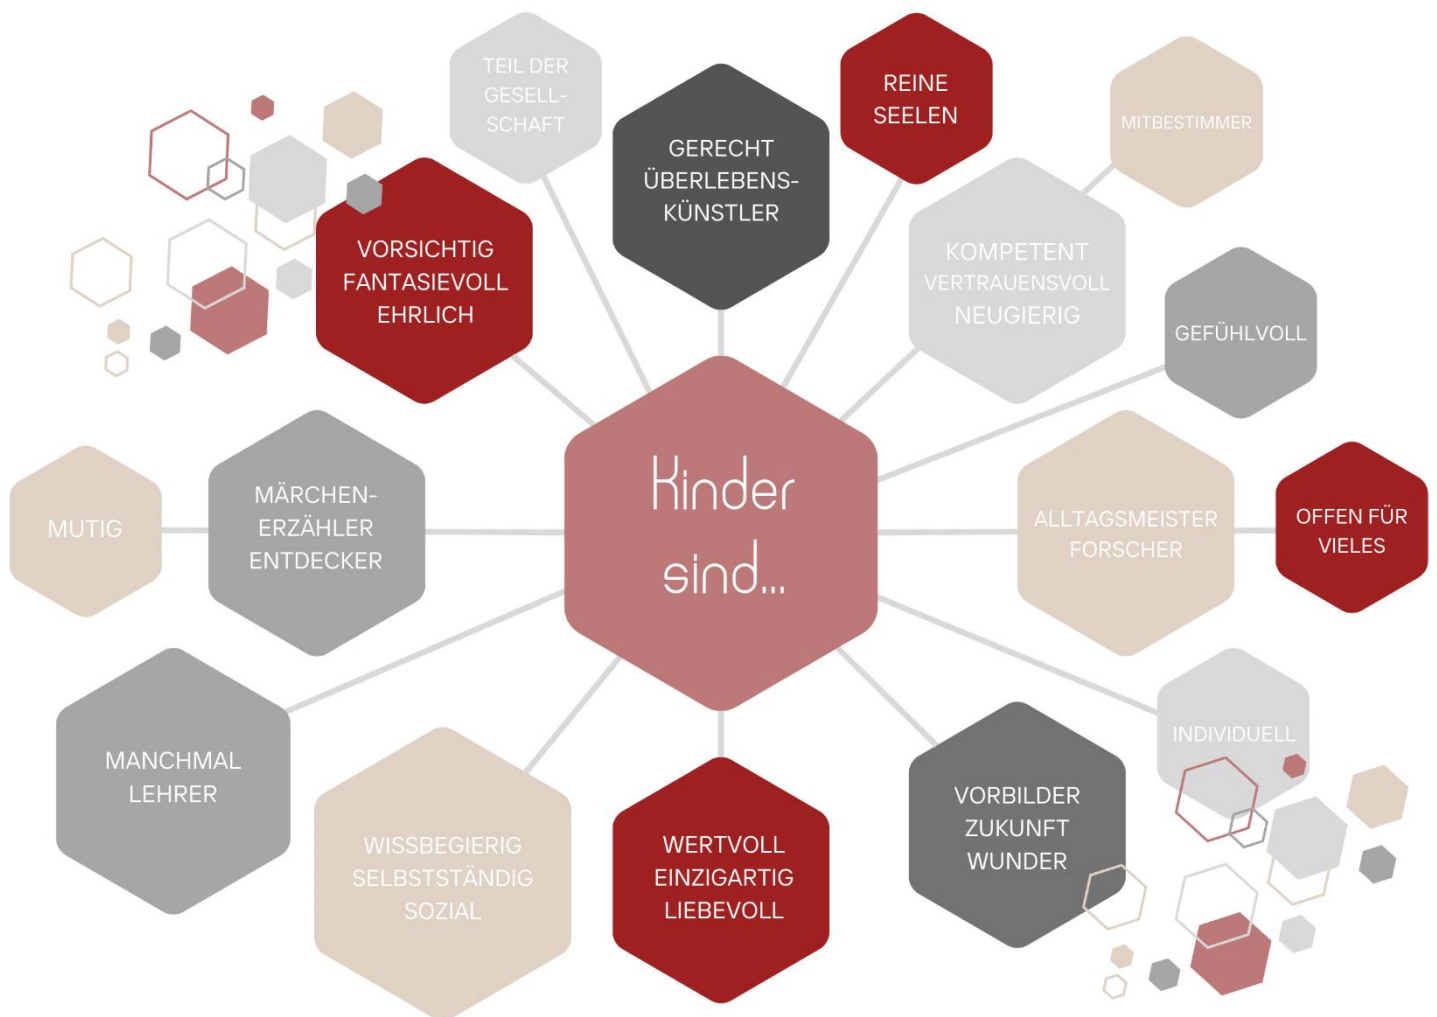 TEIL DER
GESELL-
SCHAFT
GERECHT
ÜBERLEBENS-
KÜNSTLER
REINE
SEELEN
MITBESTIMMER
VORSICHTIG
FANTASIEVOLL
EHRLICH
KOMPETENT
VERTRAUENSVOLL
NEUGIERIG
GEFÜHLVOLL
MUTIG
MÄRCHEN-
ERZÄHLER
ENTDECKER
Kinder
sind...
ALLTAGSMEISTER
FORSCHER
OFFEN FÜR
VIELES
MANCHMAL
LEHRER
WISSBEGIERIG
SELBSTSTÄNDIG
SOZIAL
WERTVOLL
EINZIGARTIG
LIEBEVOLL
VORBILDER
ZUKUNFT
WUNDER
INDIVIDUELL